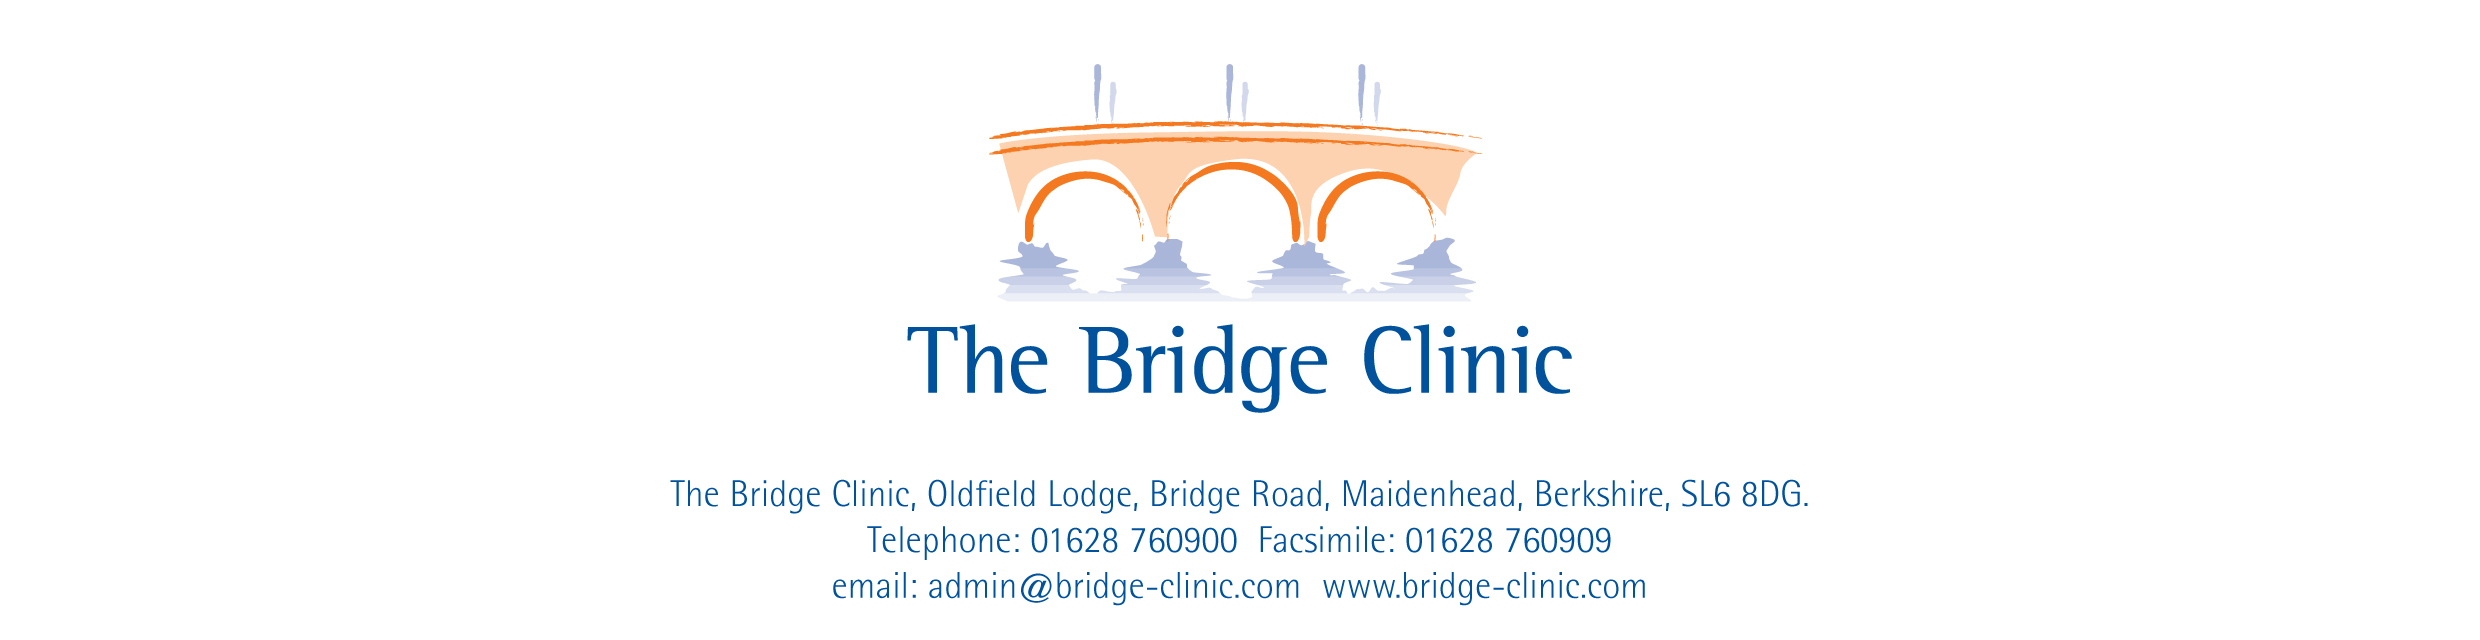 The Bridge Clinic
The Bridge Clinic, Oldfield Lodge, Bridge Road, Maidenhead, Berkshire, SL6 8DG.
Telephone: 01628 760900 Facsimile: 01628 760909
email: admin@bridge-clinic.com www.bridge-clinic.com